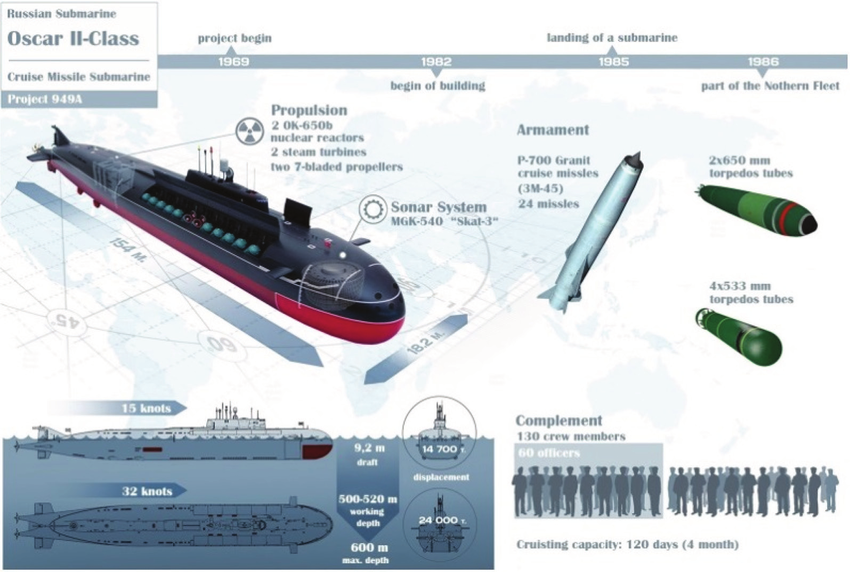 Russian Submarine
Oscar II-Class
Cruise Missile Submarine
Project 949A
project begin
1969
1982
begin of building
landing of a submarine
1985
1986
part of the Nothern Fleet
Propulsion
2 OK-650b
nuclear reactors
2 steam turbines
two 7-bladed propellers
Sonar System
MGK-540 "Skat-3"
Armament
P-700 Granit
cruise missles
(3M-45)
24 missles
2x650 mm
torpedos tubes
4x533 mm
torpedos tubes
154 M.
18.2 M.
45
60
15 knots
32 knots
9,2 m
draft
500-520 m
working
depth
600 m
max. depth
14 700 т.
displacement
24 000 т.
Complement
130 crew members
60 officers
Cruisting capacity: 120 days (4 month)